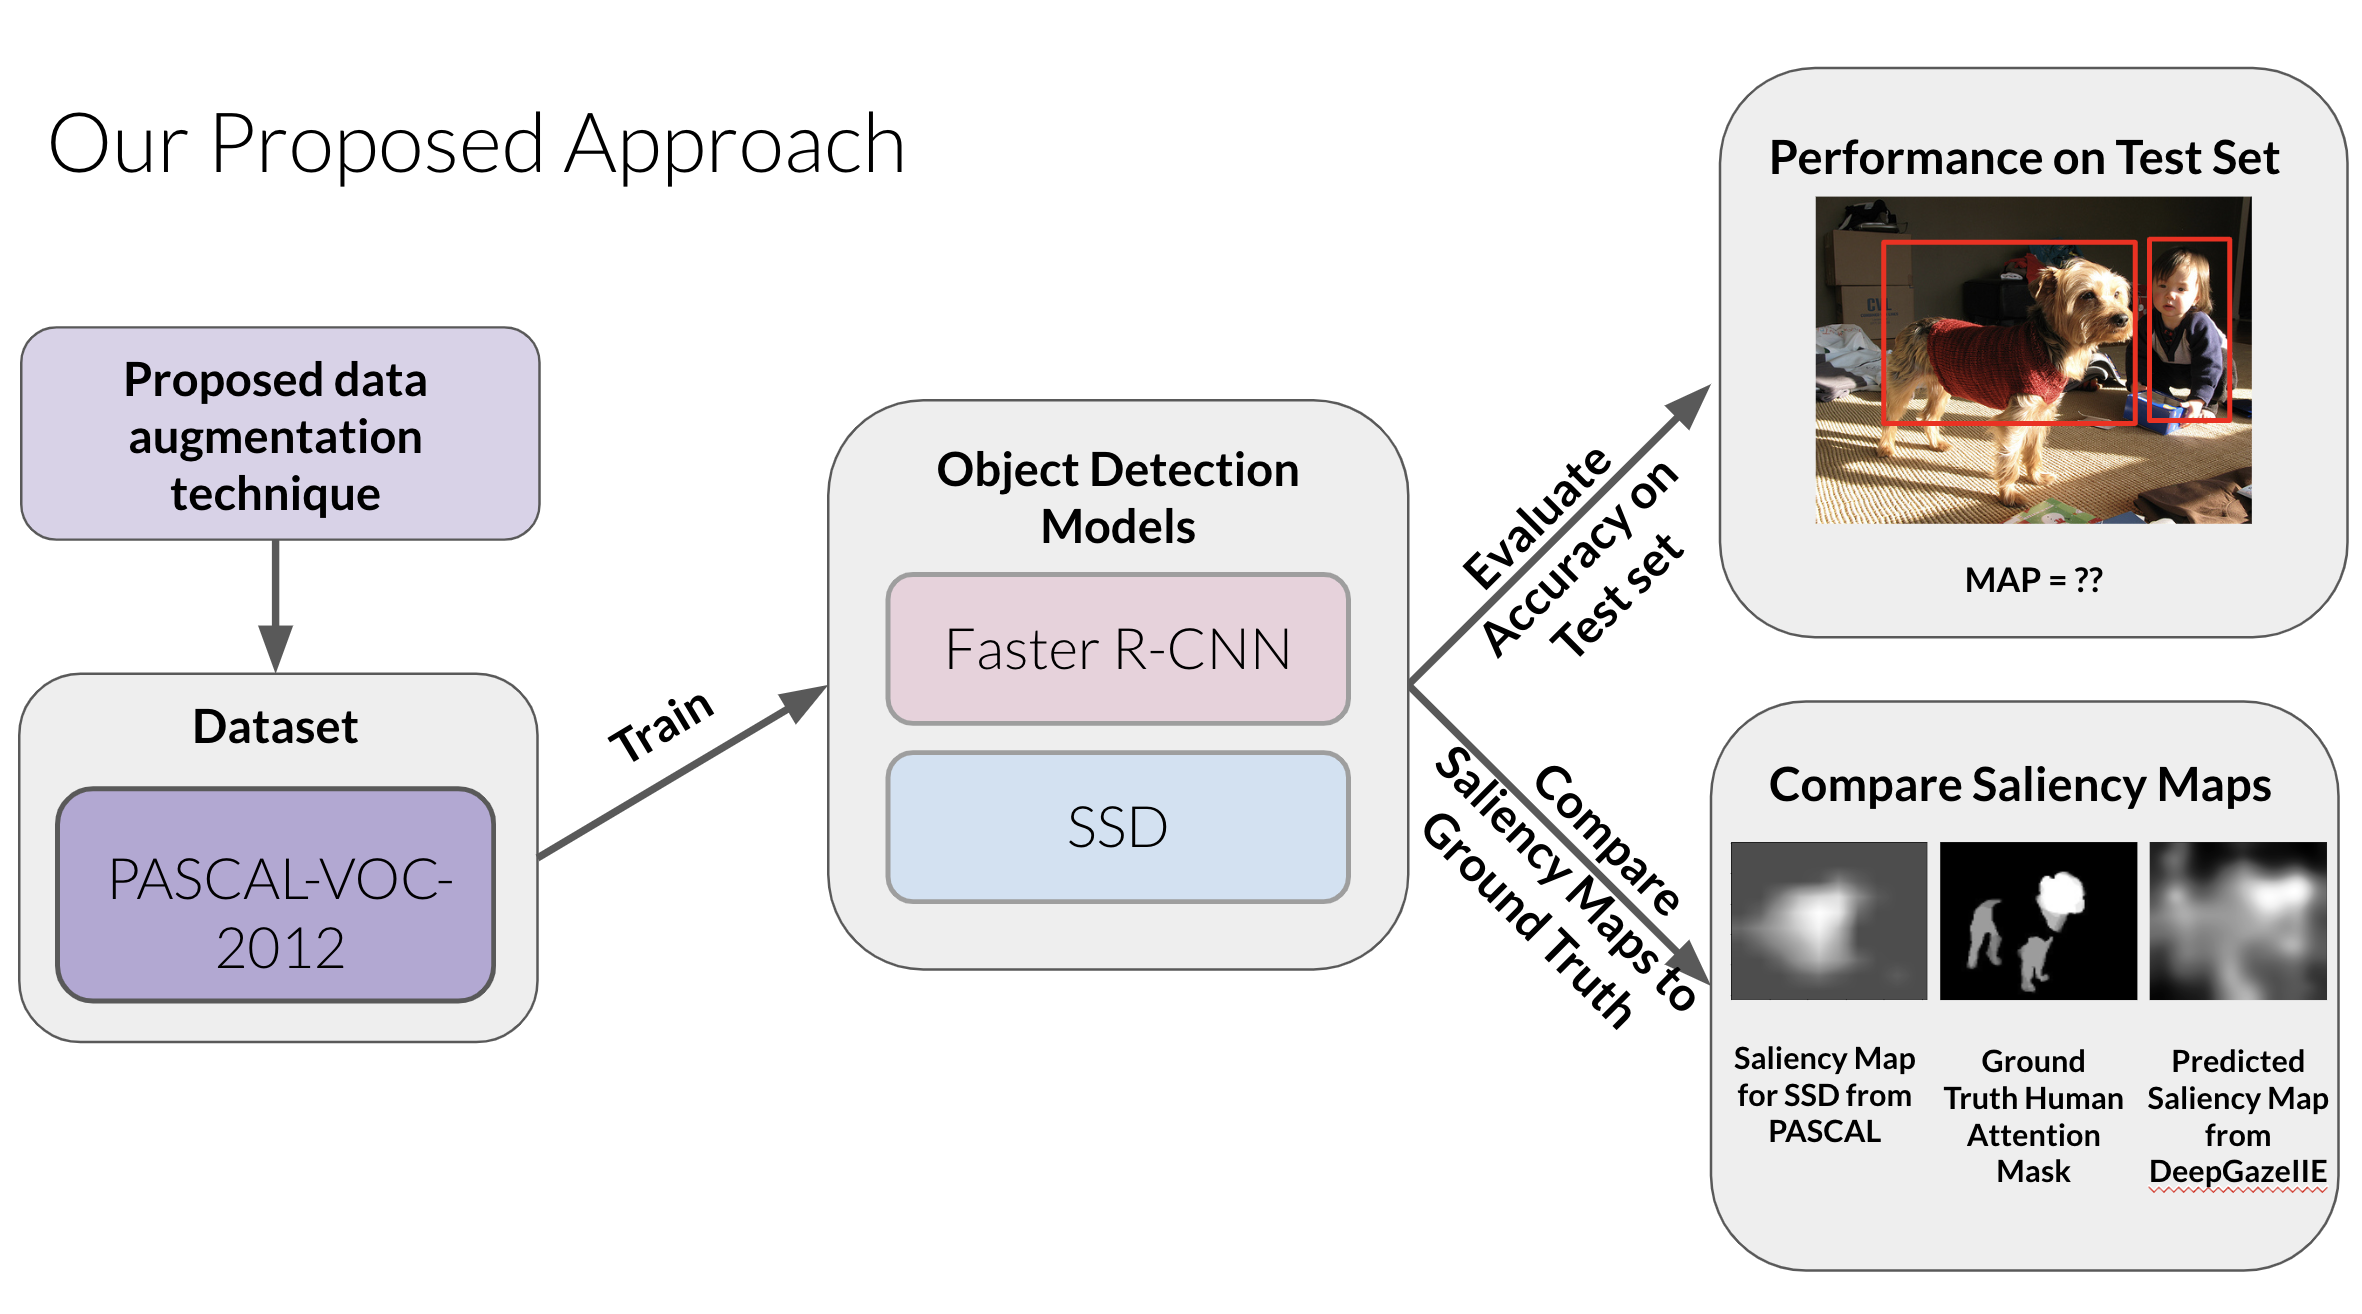 Our Proposed Approach
Proposed data
augmentation
technique
Dataset
PASCAL-VOC-
2012
Train
Object Detection
Models
Faster R-CNN
SSD
Evaluate
Accuracy on
Test set
Compare
Saliency Maps to
Ground Truth
Performance on Test Set
CVL
MAP = ??
Compare Saliency Maps
Saliency Map
for SSD from
PASCAL
Ground
Truth Human
Attention
Mask
Predicted
Saliency Map
from
DeepGazeIIE